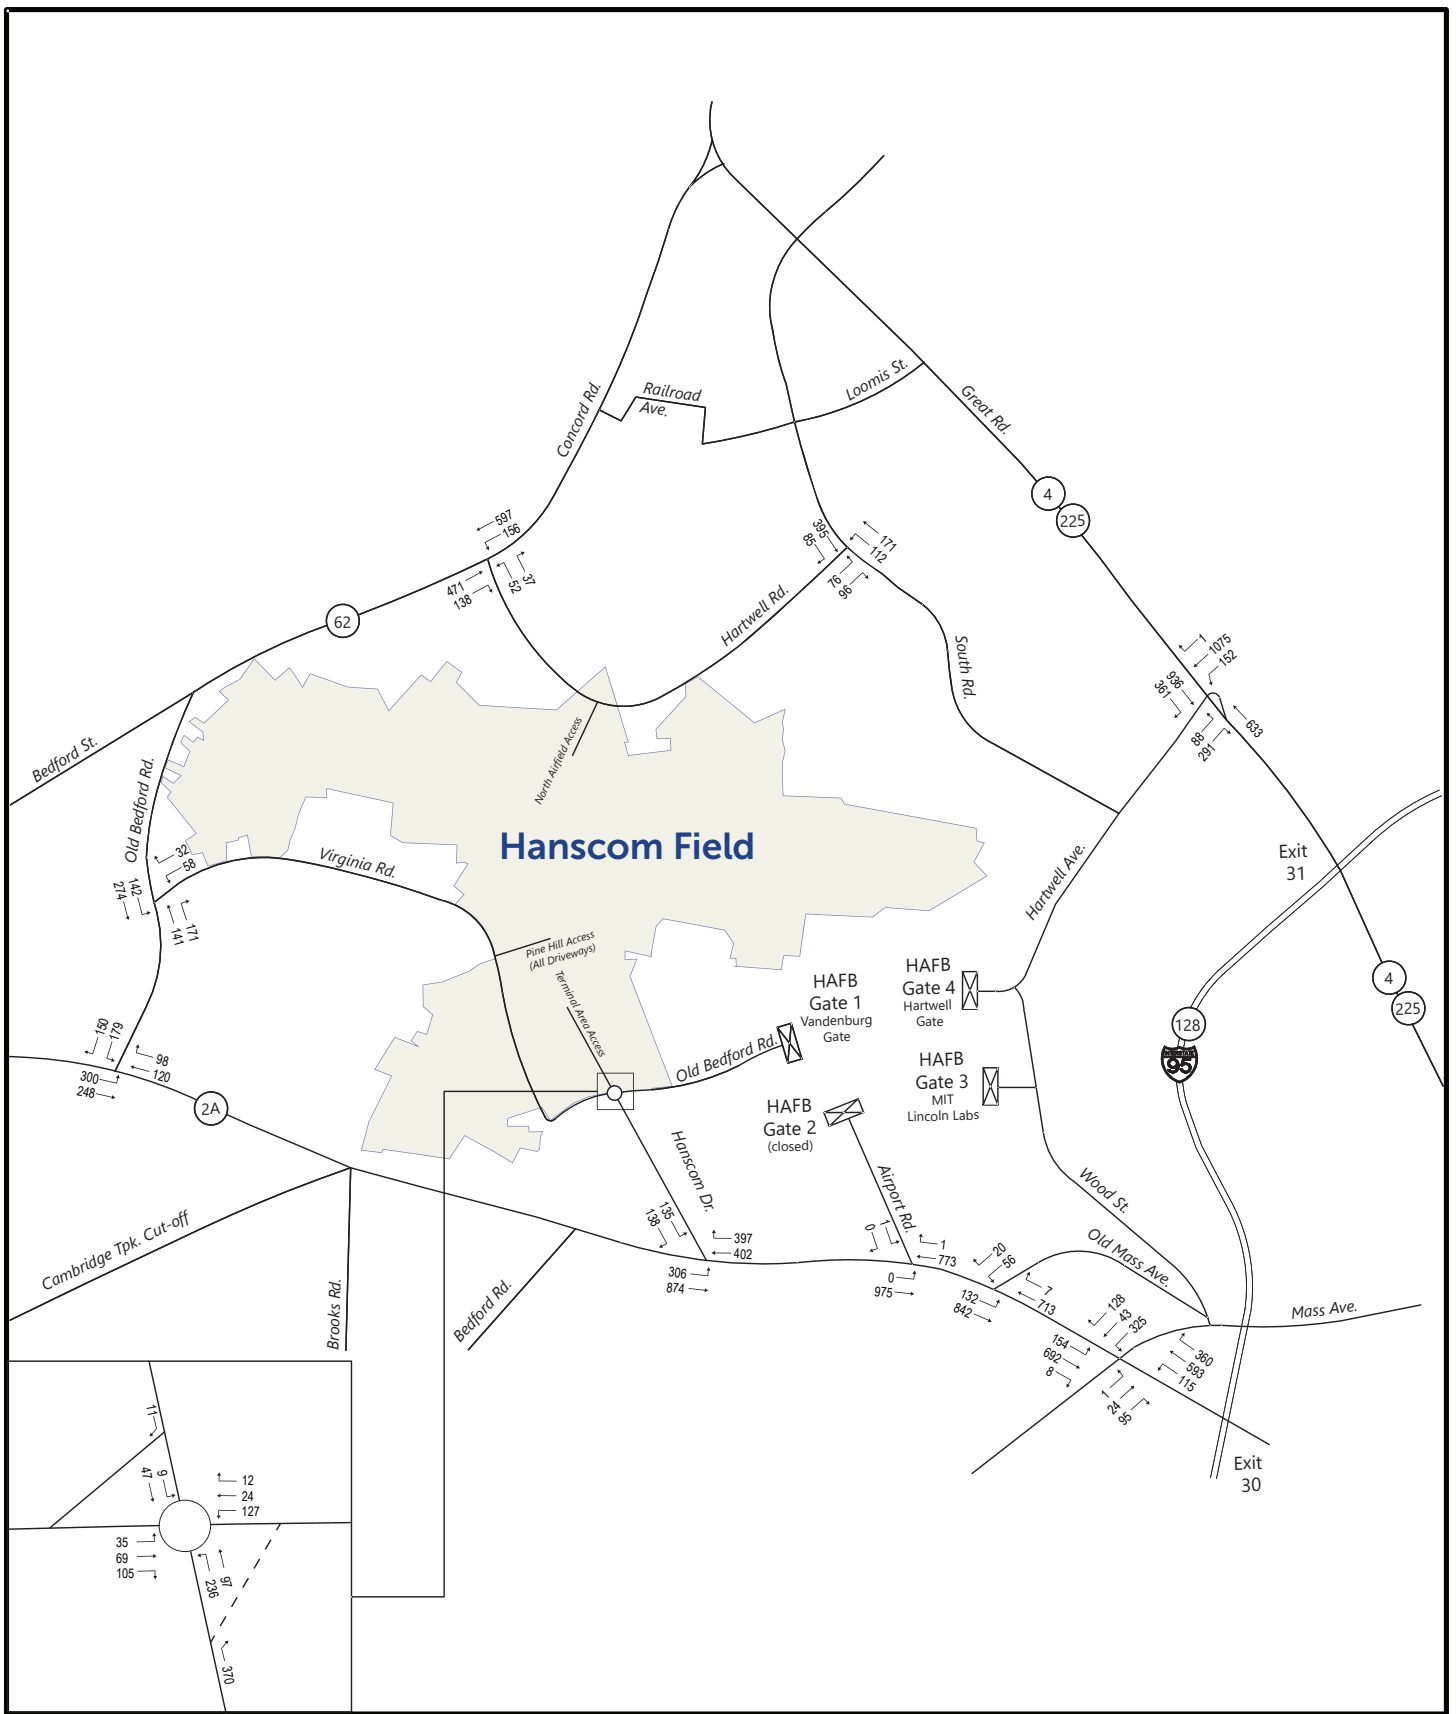 Railroad
Ave.
Loomis St.
Concord Rd.
Great Rd.
4
225
597
156
37
52
471
138
395
85
171
112
76
96
62
Hartwell Rd.
South Rd.
1
1075
152
936
361
633
88
291
Bedford St.
North Airfield Access
Old Bedford Rd.
Hanscom Field
32
58
Virginia Rd.
142
274
171
141
Exit
31
Hartwell Ave.
Pine Hill Access
(All Driveways)
Terminal Area Access
HAFB
Gate 1
Vandenburg
Gate
HAFB
Gate 4
Hartwell
Gate
4
225
128
INTERSTATE
95
150
179
98
120
300
248
Old Bedford Rd.
HAFB
Gate 3
MIT
Lincoln Labs
2A
HAFB
Gate 2
(closed)
Hanscom Dr.
Airport Rd.
Wood St.
Cambridge Tpk. Cut-off
135
138
397
402
306
874
0
1
1
773
0
975
20
56
Old Mass Ave.
7
713
132
842
128
43
325
Mass Ave.
Brooks Rd.
Bedford Rd.
154
692
8
360
593
115
1
24
95
Exit
30
11
9
47
12
24
127
35
69
105
97
236
370